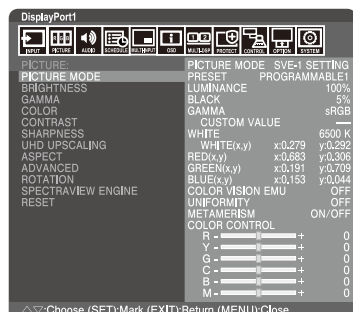 DisplayPort1
INPUT PICTURE AUDIO SCHEDULE MULTI-INPUT OSD MULTI-DSP PROTECT CONTROL OPTION SYSTEM
PICTURE:
PICTURE MODE
BRIGHTNESS
GAMMA
COLOR
CONTRAST
SHARPNESS
UHD UPSCALING
ASPECT
ADVANCED
ROTATION
SPECTRAVIEW ENGINE
RESET
PICTURE MODE SVE-1 SETTING
PRESET PROGRAMMABLE1
LUMINANCE 100%
BLACK 5%
GAMMA sRGB
CUSTOM VALUE —
WHITE 6500 K
WHITE(x,y) x:0.279 y:0.292
RED(x,y) x:0.683 y:0.306
GREEN(x,y) x:0.191 y:0.709
BLUE(x,y) x:0.153 y:0.044
COLOR VISION EMU OFF
UNIFORMITY OFF
METAMERISM ON/OFF
COLOR CONTROL
R - + 0
Y - + 0
G - + 0
C - + 0
B - + 0
M - + 0
△▽:Choose (SET):Mark (EXIT):Return (MENU):Close